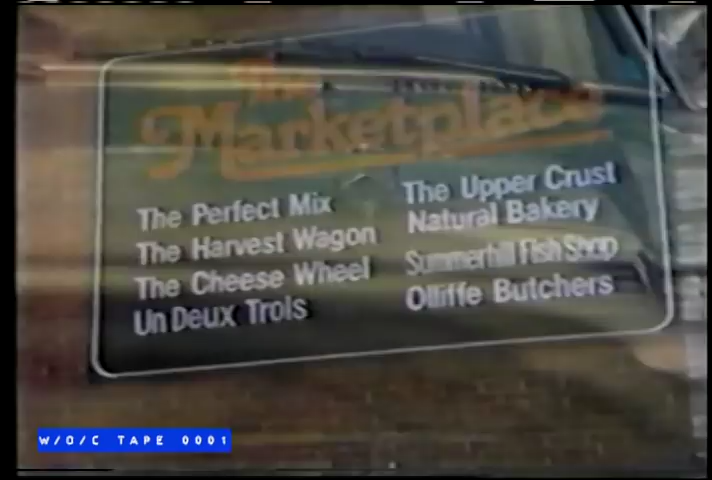 The
Marketplace
The Perfect Mix
The Harvest Wagon
The Cheese Wheel
Un Deux Trois
The Upper Crust
Natural Bakery
Summerhill Fish Shop
Olliffe Butchers
W/O/C TAPE 0001